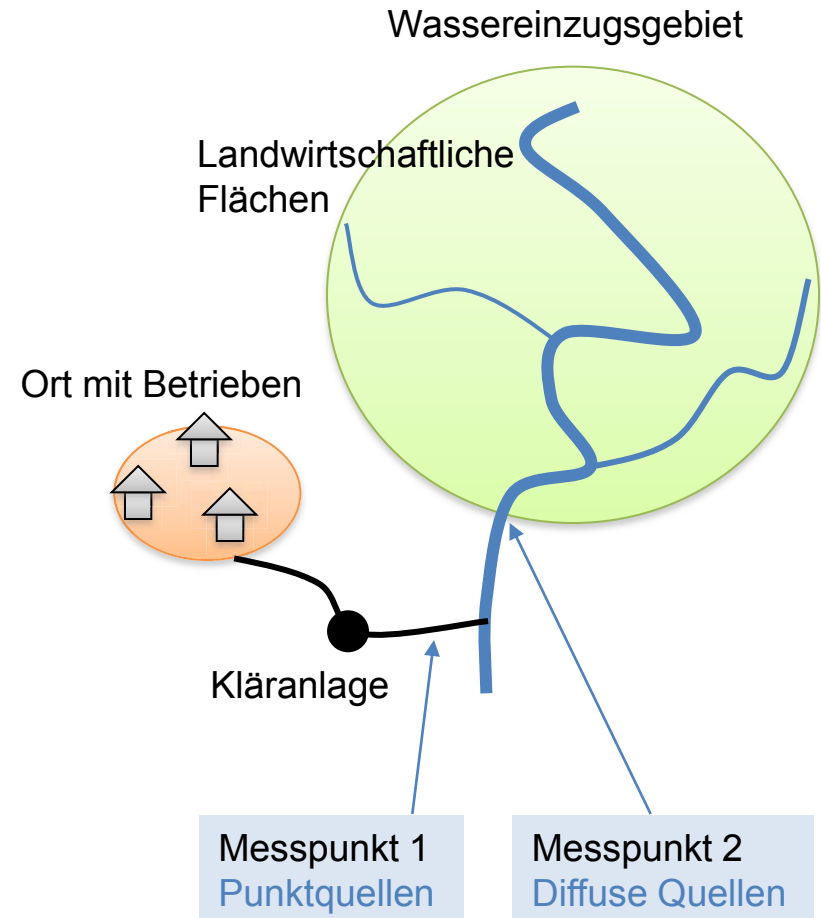 Wassereinzugsgebiet
Landwirtschaftliche
Flächen
Ort mit Betrieben
Kläranlage
Messpunkt 1
Punktquellen
Messpunkt 2
Diffuse Quellen